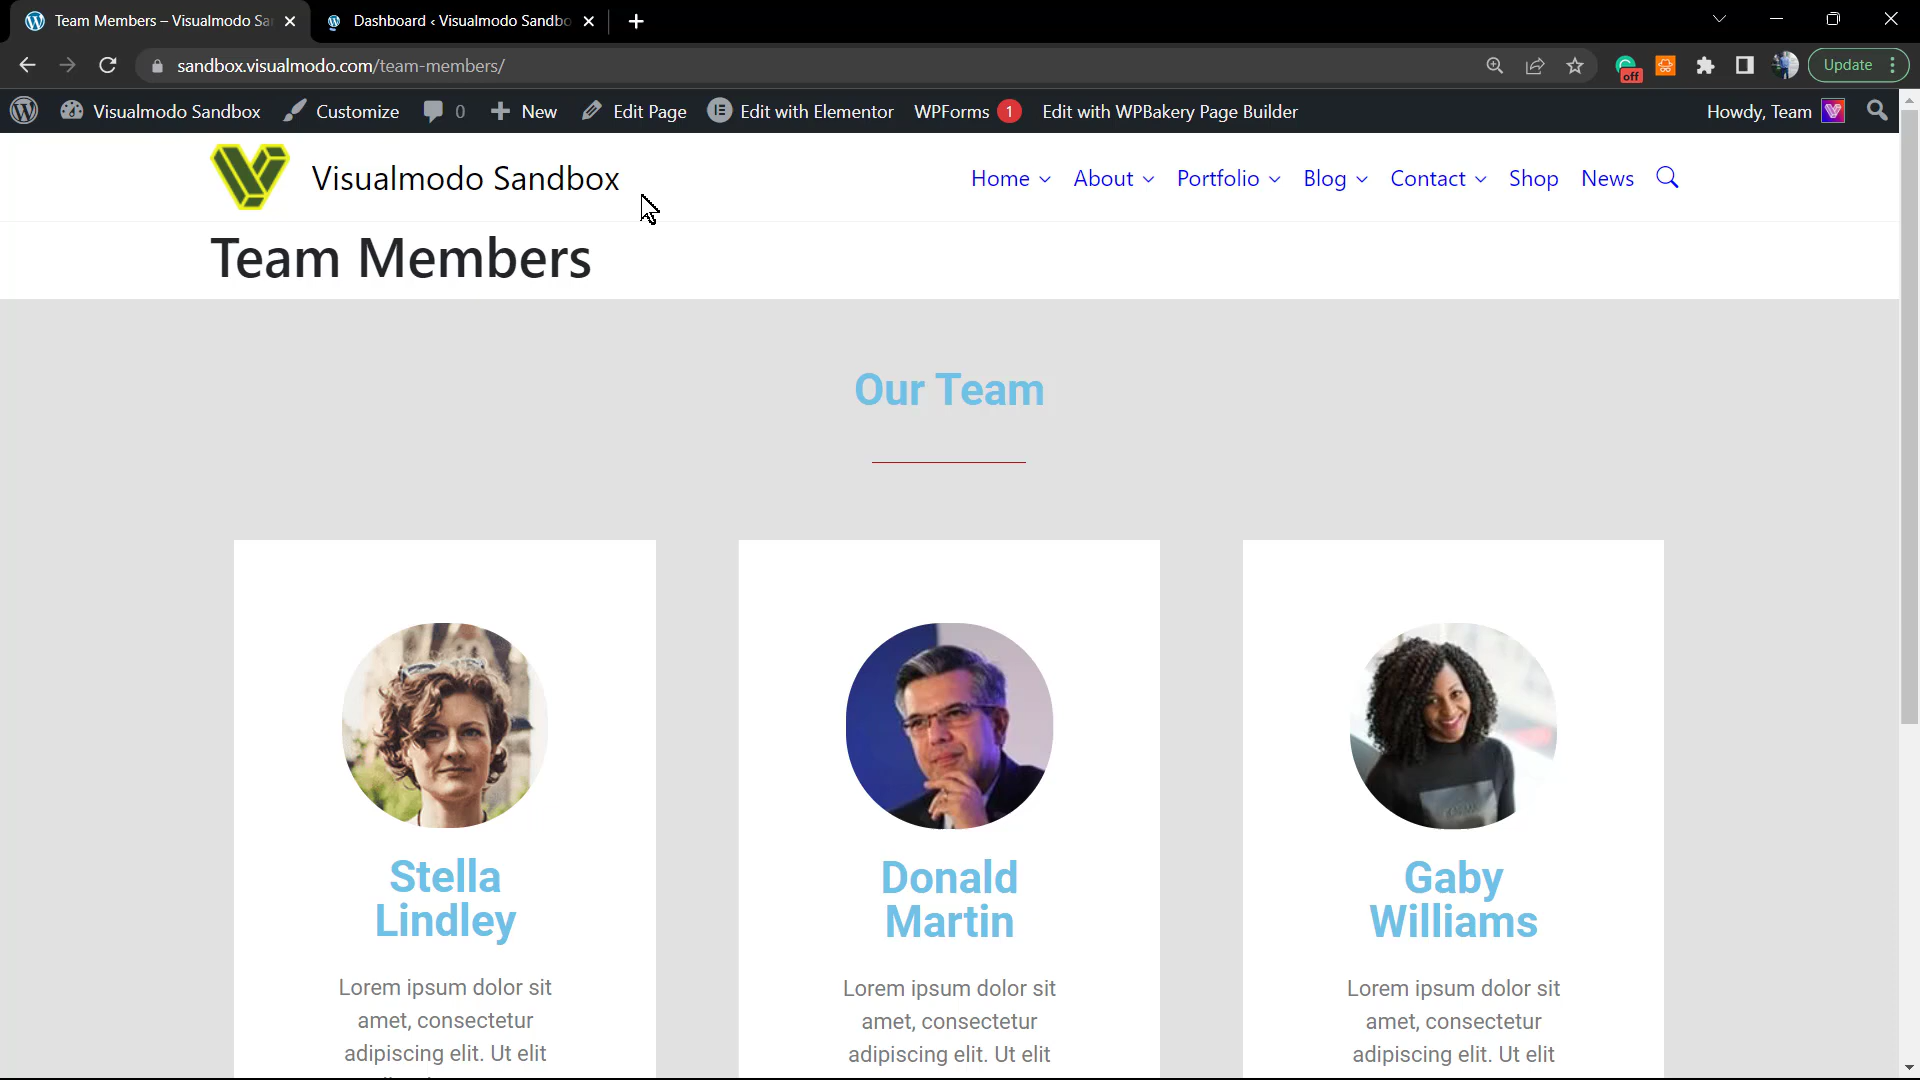 Team Members – Visualmodo Sa
Dashboard ‹ Visualmodo Sandbo
sandbox.visualmodo.com/team-members/
off
Update
Visualmodo Sandbox
Customize
0
New
Edit Page
Edit with Elementor
WPForms 1
Edit with WPBakery Page Builder
Howdy, Team
Visualmodo Sandbox
Home
About
Portfolio
Blog
Contact
Shop
News
Team Members
Our Team
Stella
Lindley
Lorem ipsum dolor sit
amet, consectetur
adipiscing elit. Ut elit
Donald
Martin
Lorem ipsum dolor sit
amet, consectetur
adipiscing elit. Ut elit
Gaby
Williams
Lorem ipsum dolor sit
amet, consectetur
adipiscing elit. Ut elit